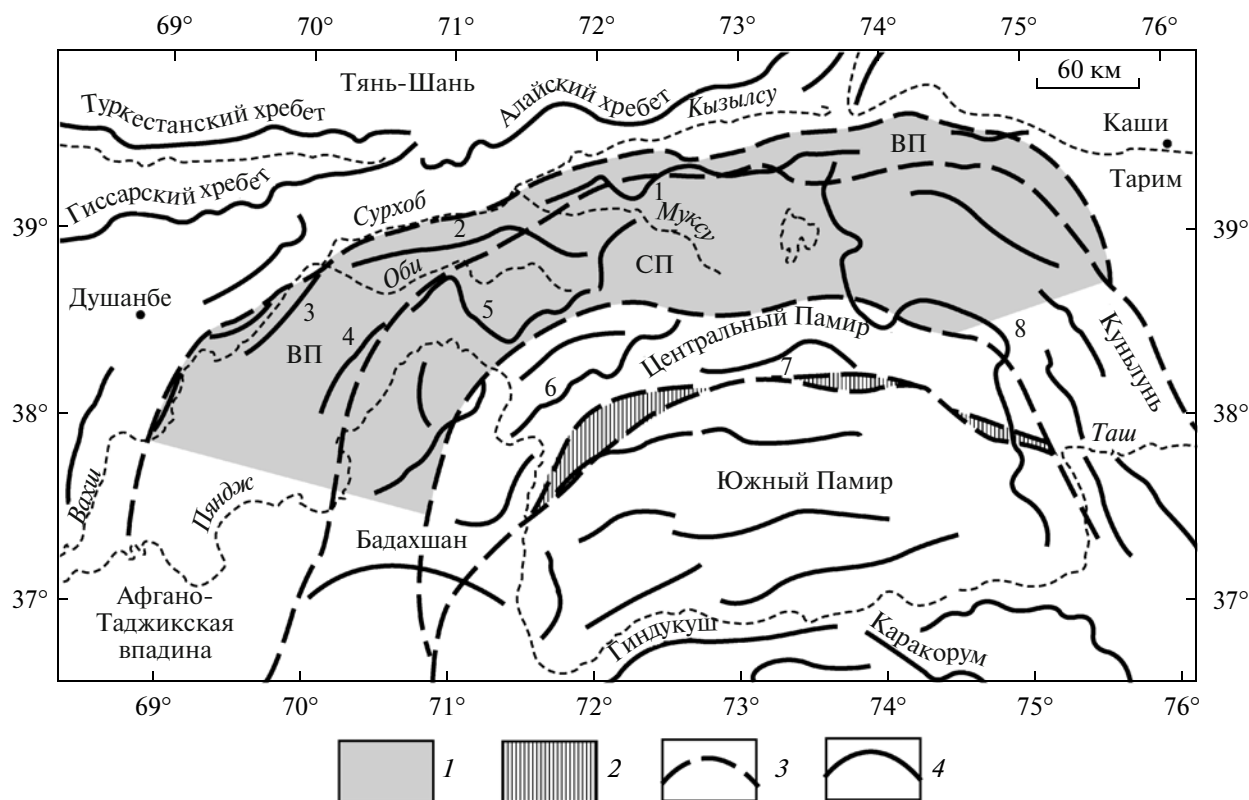 69° 70° 71° 72° 73° 74° 75° 76°
60 км
Тянь-Шань
Туркестанский хребет
Алайский хребет
Кызылсу
Каши
ВП
Тарим
Гиссарский хребет
1
Сурхоб
Муксу
39°
39°
2
Оби
СП
Душанбе
3
5
4
ВП
Центральный Памир
8
Куньлунь
7
6
38°
38°
Таш
Вахш
Пяндж
Южный Памир
Бадахшан
37°
37°
Афгано-
Таджикская
впадина
Гиндукуш
Каракорум
69° 70° 71° 72° 73° 74° 75° 76°
1 2 3 4